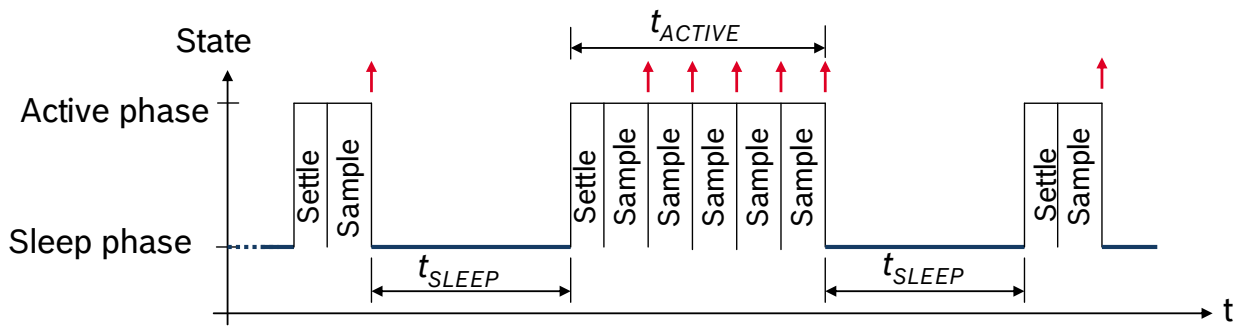 t_ACTIVE
State
Active phase
Settle
Sample
Settle
Sample
Sample
Sample
Sample
Sample
Settle
Sample
Sleep phase
t_SLEEP
t_SLEEP
t